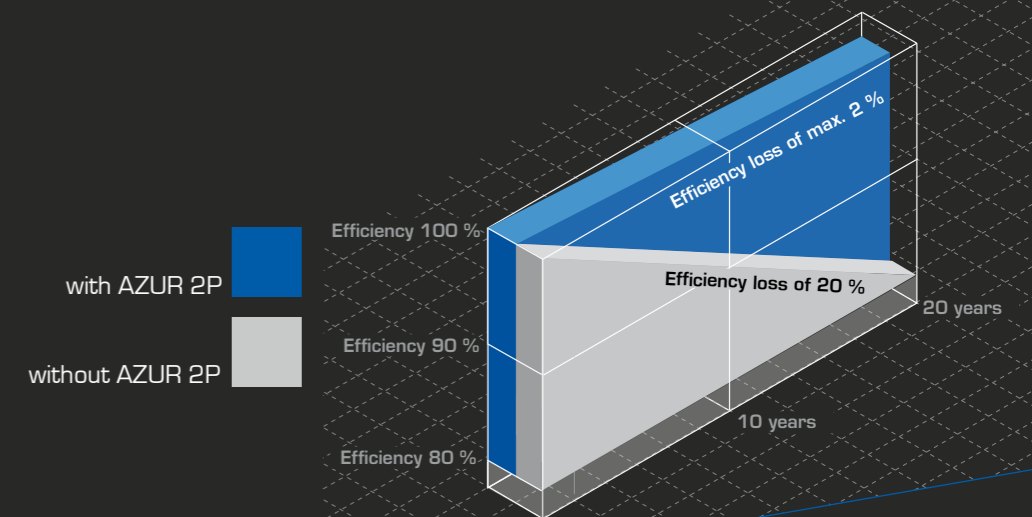 Efficiency loss of max. 2 %
Efficiency 100 %
with AZUR 2P
Efficiency loss of 20 %
20 years
Efficiency 90 %
without AZUR 2P
10 years
Efficiency 80 %